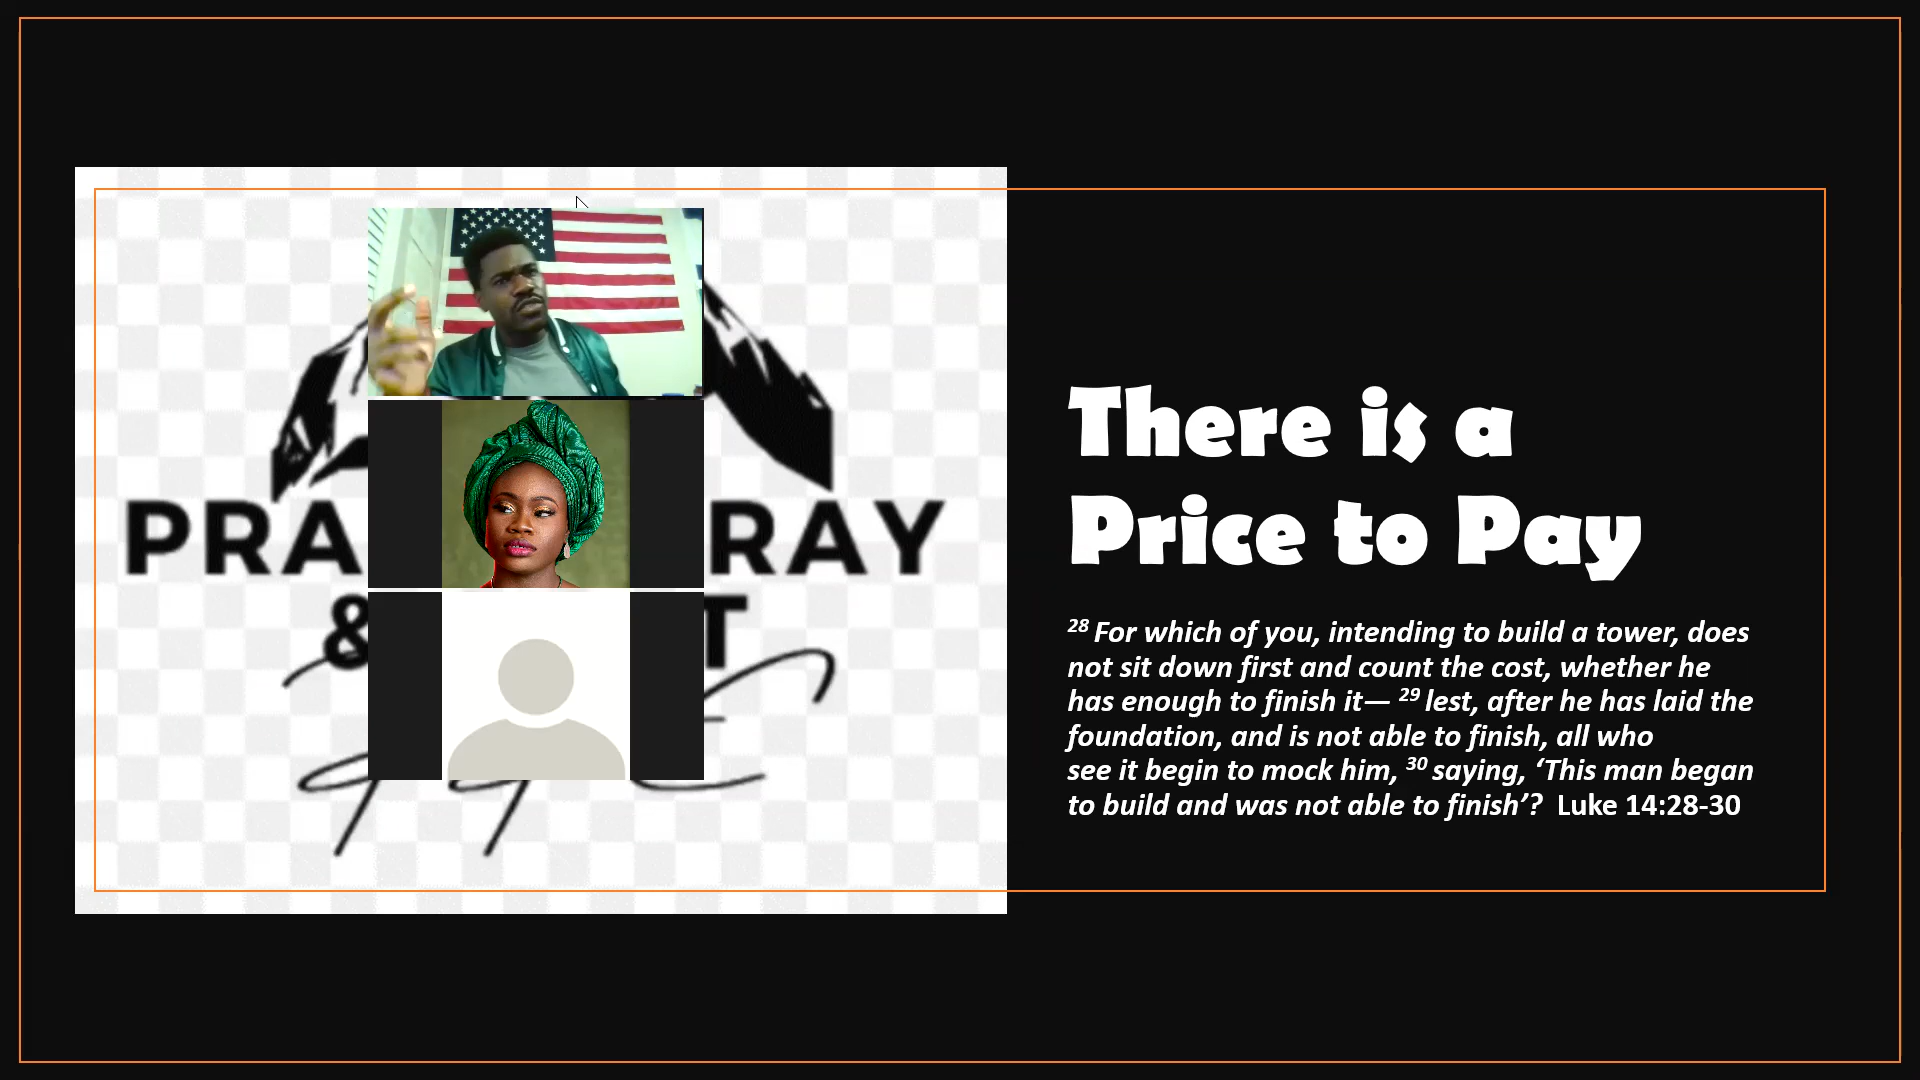 PRA RAY
& T
There is a
Price to Pay
28 For which of you, intending to build a tower, does
not sit down first and count the cost, whether he
has enough to finish it— 29 lest, after he has laid the
foundation, and is not able to finish, all who
see it begin to mock him, 30 saying, ‘This man began
to build and was not able to finish’? Luke 14:28-30